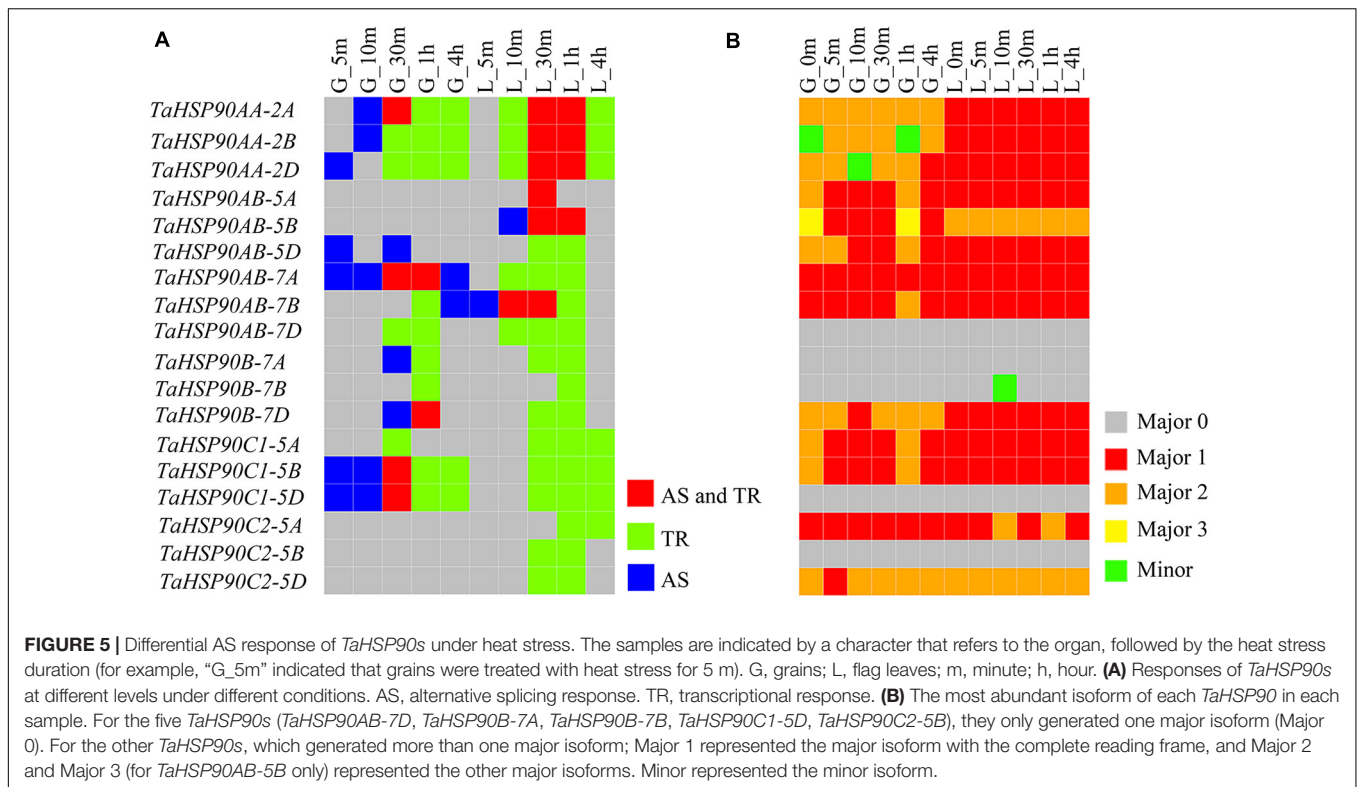 A
B
G_5m
G_10m
G_30m
G_1h
G_4h
L_5m
L_10m
L_30m
L_1h
L_4h
G_0m
G_5m
G_10m
G_30m
G_1h
G_4h
L_0m
L_5m
L_10m
L_30m
L_1h
L_4h
TaHSP90AA-2A
TaHSP90AA-2B
TaHSP90AA-2D
TaHSP90AB-5A
TaHSP90AB-5B
TaHSP90AB-5D
TaHSP90AB-7A
TaHSP90AB-7B
TaHSP90AB-7D
TaHSP90B-7A
TaHSP90B-7B
TaHSP90B-7D
TaHSP90C1-5A
TaHSP90C1-5B
TaHSP90C1-5D
TaHSP90C2-5A
TaHSP90C2-5B
TaHSP90C2-5D
AS and TR
TR
AS
Major 0
Major 1
Major 2
Major 3
Minor
FIGURE 5 | Differential AS response of TaHSP90s under heat stress. The samples are indicated by a character that refers to the organ, followed by the heat stress
duration (for example, “G_5m” indicated that grains were treated with heat stress for 5 m). G, grains; L, flag leaves; m, minute; h, hour. (A) Responses of TaHSP90s
at different levels under different conditions. AS, alternative splicing response. TR, transcriptional response. (B) The most abundant isoform of each TaHSP90 in each
sample. For the five TaHSP90s (TaHSP90AB-7D, TaHSP90B-7A, TaHSP90B-7B, TaHSP90C1-5D, TaHSP90C2-5B), they only generated one major isoform (Major
0). For the other TaHSP90s, which generated more than one major isoform; Major 1 represented the major isoform with the complete reading frame, and Major 2
and Major 3 (for TaHSP90AB-5B only) represented the other major isoforms. Minor represented the minor isoform.